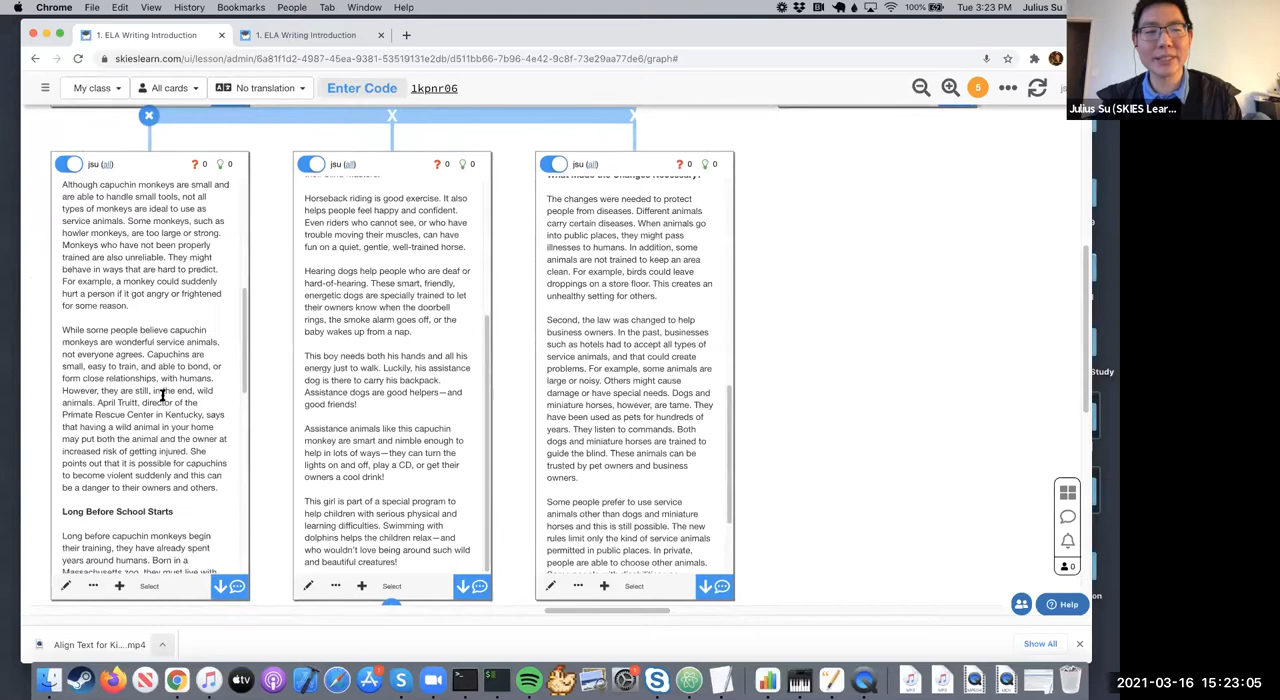 Chrome File Edit View History Bookmarks People Tab Window Help
100% Tue 3:23 PM Julius Su
1. ELA Writing Introduction
1. ELA Writing Introduction
skieslearn.com/ui/lesson/admin/6a81f1d2-4987-45ea-9381-53519131e2db/d511bb66-7b96-4e42-9c8f-73e29aa77de6/graph#
My class All cards No translation Enter Code 1kpnr06
5
Julius Su (SKIES Lear...
jsu (all) ? 0 0
Although capuchin monkeys are small and
are able to handle small tools, not all
types of monkeys are ideal to use as
service animals. Some monkeys, such as
howler monkeys, are too large or strong.
Monkeys who have not been properly
trained are also unreliable. They might
behave in ways that are hard to predict.
For example, a monkey could suddenly
hurt a person if it got angry or frightened
for some reason.
While some people believe capuchin
monkeys are wonderful service animals,
not everyone agrees. Capuchins are
small, easy to train, and able to bond, or
form close relationships, with humans.
However, they are still, in the end, wild
animals. April Truitt, director of the
Primate Rescue Center in Kentucky, says
that having a wild animal in your home
may put both the animal and the owner at
increased risk of getting injured. She
points out that it is possible for capuchins
to become violent suddenly and this can
be a danger to their owners and others.
Long Before School Starts
Long before capuchin monkeys begin
their training, they have already spent
years around humans. Born in a
Massachusetts zoo, they must live with
Select
jsu (all) ? 0 0
Horseback riding is good exercise. It also
helps people feel happy and confident.
Even riders who cannot see, or who have
trouble moving their muscles, can have
fun on a quiet, gentle, well-trained horse.
Hearing dogs help people who are deaf or
hard-of-hearing. These smart, friendly,
energetic dogs are specially trained to let
their owners know when the doorbell
rings, the smoke alarm goes off, or the
baby wakes up from a nap.
This boy needs both his hands and all his
energy just to walk. Luckily, his assistance
dog is there to carry his backpack.
Assistance dogs are good helpers—and
good friends!
Assistance animals like this capuchin
monkey are smart and nimble enough to
help in lots of ways—they can turn the
lights on and off, play a CD, or get their
owners a cool drink!
This girl is part of a special program to
help children with serious physical and
learning difficulties. Swimming with
dolphins helps the children relax—and
who wouldn't love being around such wild
and beautiful creatures!
Select
jsu (all) ? 0 0
What Made the Changes Necessary?
The changes were needed to protect
people from diseases. Different animals
carry certain diseases. When animals go
into public places, they might pass
illnesses to humans. In addition, some
animals are not trained to keep an area
clean. For example, birds could leave
droppings on a store floor. This creates an
unhealthy setting for others.
Second, the law was changed to help
business owners. In the past, businesses
such as hotels had to accept all types of
service animals, and that could create
problems. For example, some animals are
large or noisy. Others might cause
damage or have special needs. Dogs and
miniature horses, however, are tame. They
have been used as pets for hundreds of
years. They listen to commands. Both
dogs and miniature horses are trained to
guide the blind. These animals can be
trusted by pet owners and business
owners.
Some people prefer to use service
animals other than dogs and miniature
horses and this is still possible. The new
rules limit only the kind of service animals
permitted in public places. In private,
people are able to choose other animals.
Select
Study
0
Help
Align Text for Ki....mp4
Show All
2021-03-16 15:23:05